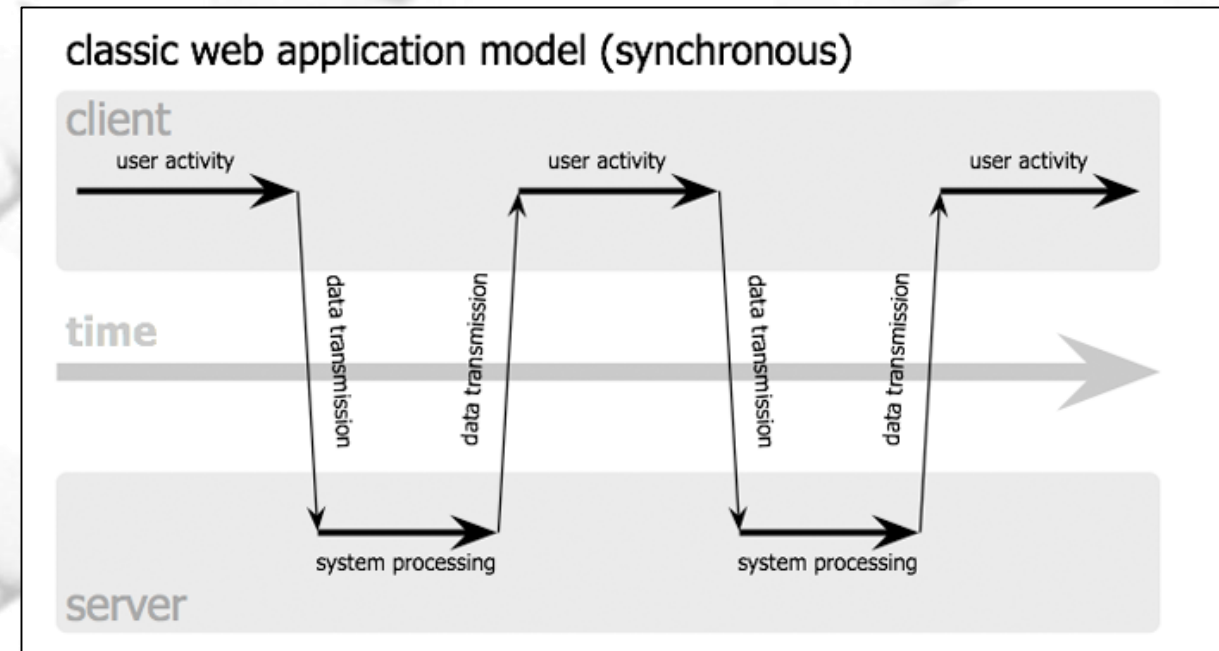 classic web application model (synchronous)
client
user activity
user activity
user activity
data transmission
data transmission
data transmission
data transmission
time
system processing
system processing
server